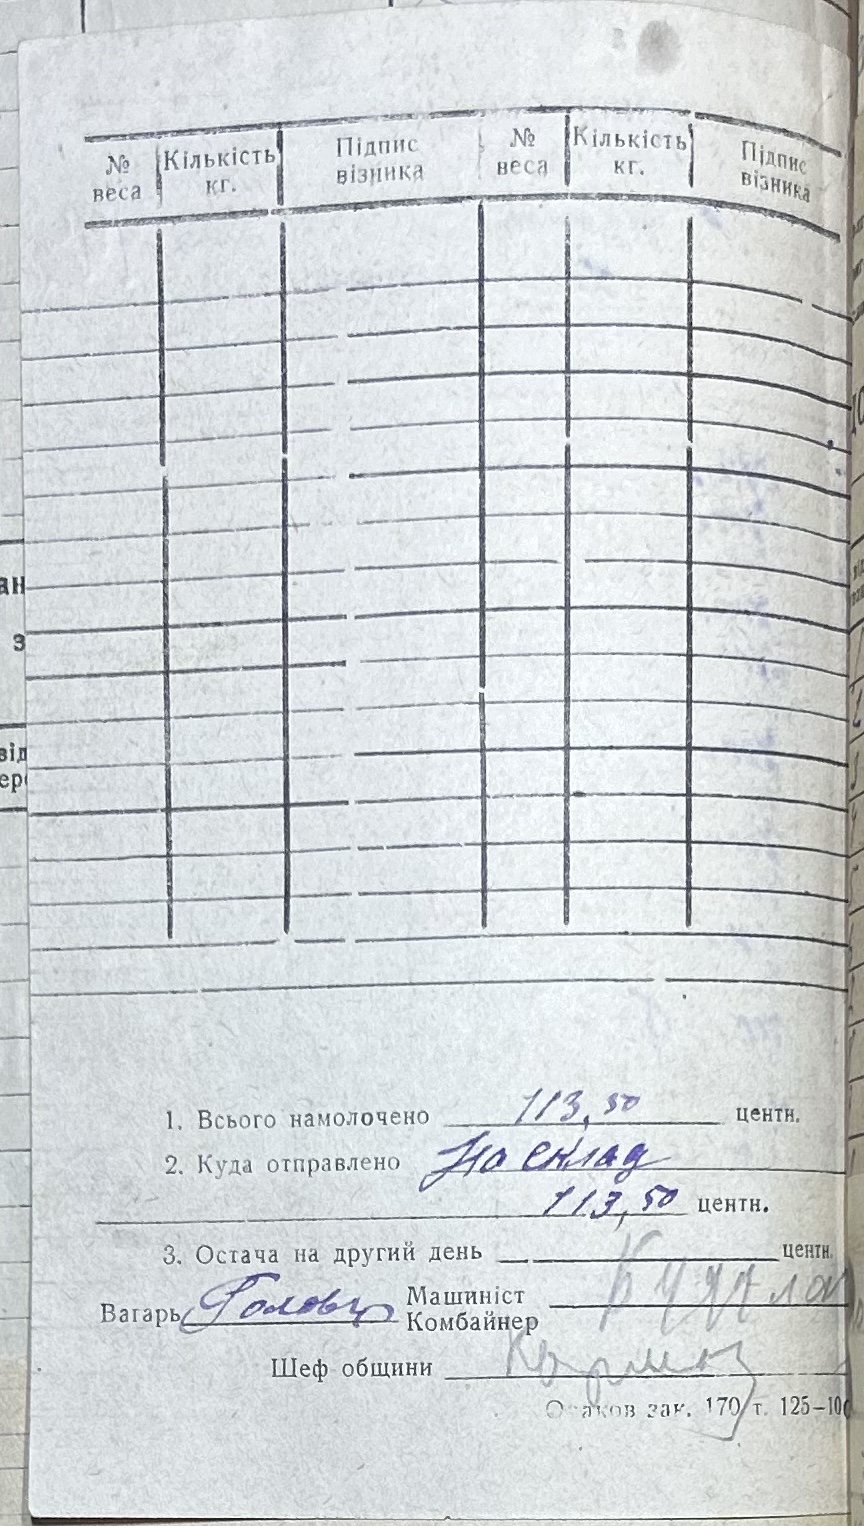 № веса Кількість кг. Підпис візника № веса Кількість кг. Підпис візника
1. Всього намолочено 113,50 центн.
2. Куда отправлено На склад
113,50 центн.
3. Остача на другий день центн.
Вагарь Машиніст
Комбайнер
Шеф общини
зак. 170 т. 125-10